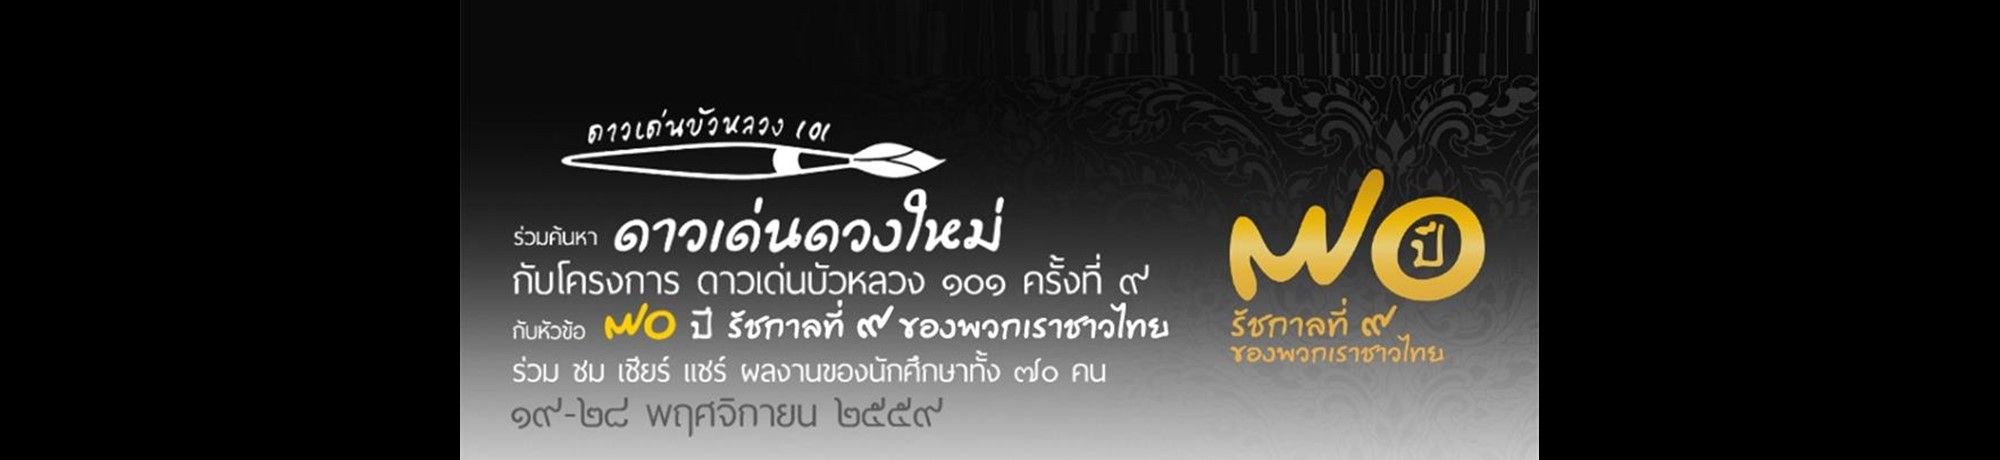 ดาวเด่นบัวหลวง ๑๐๑
ร่วมค้นหา ดาวเด่นดวงใหม่
กับโครงการ ดาวเด่นบัวหลวง ๑๐๑ ครั้งที่ ๙
กับหัวข้อ ๗๐ ปี รัชกาลที่ ๙ ของพวกเราชาวไทย
ร่วม ชม เชียร์ แชร์ ผลงานของนักศึกษาทั้ง ๗๐ คน
๑๙-๒๘ พฤศจิกายน ๒๕๕๙
๗๐ ปี
รัชกาลที่ ๙
ของพวกเราชาวไทย